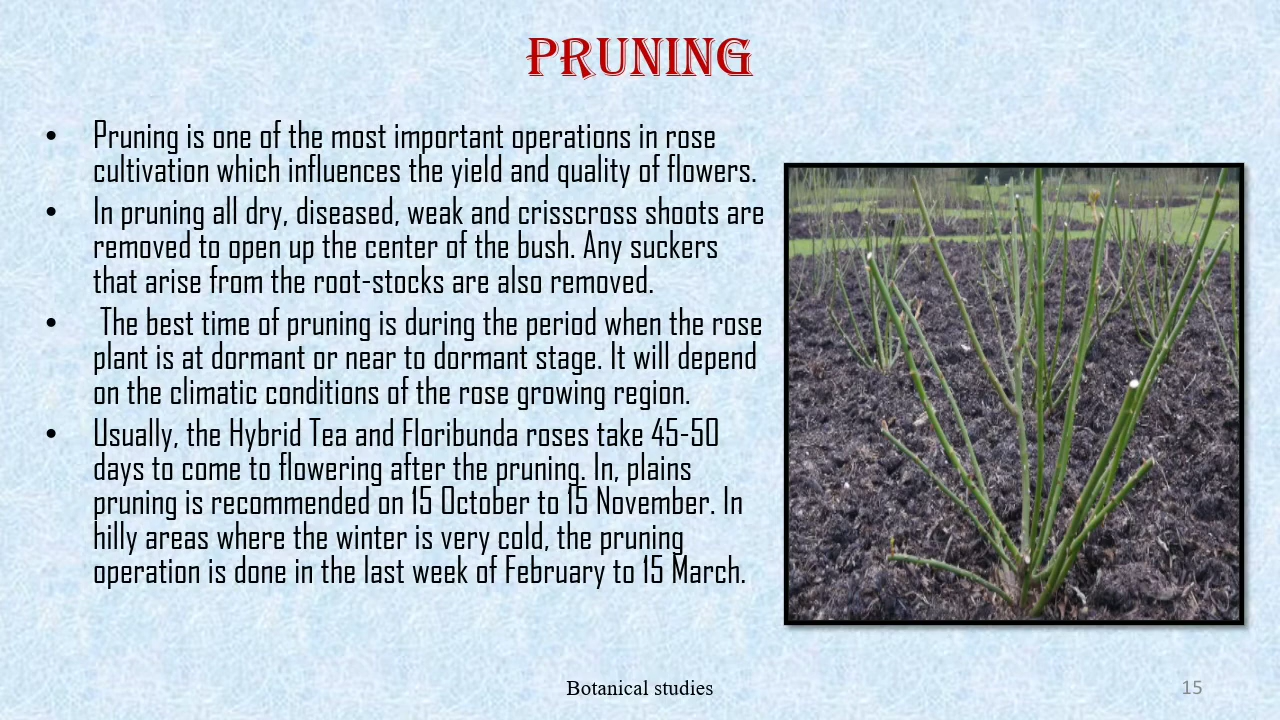 PRUNING
• Pruning is one of the most important operations in rose
cultivation which influences the yield and quality of flowers.
• In pruning all dry, diseased, weak and crisscross shoots are
removed to open up the center of the bush. Any suckers
that arise from the root-stocks are also removed.
• The best time of pruning is during the period when the rose
plant is at dormant or near to dormant stage. It will depend
on the climatic conditions of the rose growing region.
• Usually, the Hybrid Tea and Floribunda roses take 45-50
days to come to flowering after the pruning. In, plains
pruning is recommended on 15 October to 15 November. In
hilly areas where the winter is very cold, the pruning
operation is done in the last week of February to 15 March.
Botanical studies
15